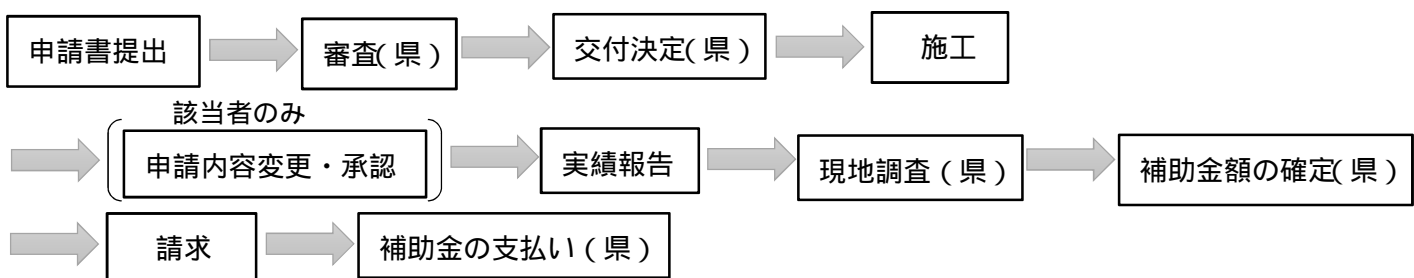 申請書提出 審査(県) 交付決定(県) 施工
該当者のみ
申請内容変更・承認 実績報告 現地調査(県) 補助金額の確定(県)
請求 補助金の支払い(県)